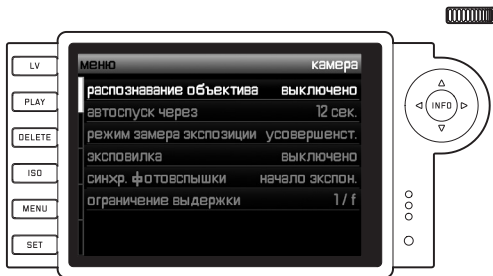 LV
PLAY
DELETE
ISO
MENU
SET
меню камера
распознавание объектива выключено
автоспуск через 12 сек.
режим замера экспозиции усовершенст.
эксповилка выключено
синхр. фотовспышки начало экспон.
ограничение выдержки 1/f
INFO